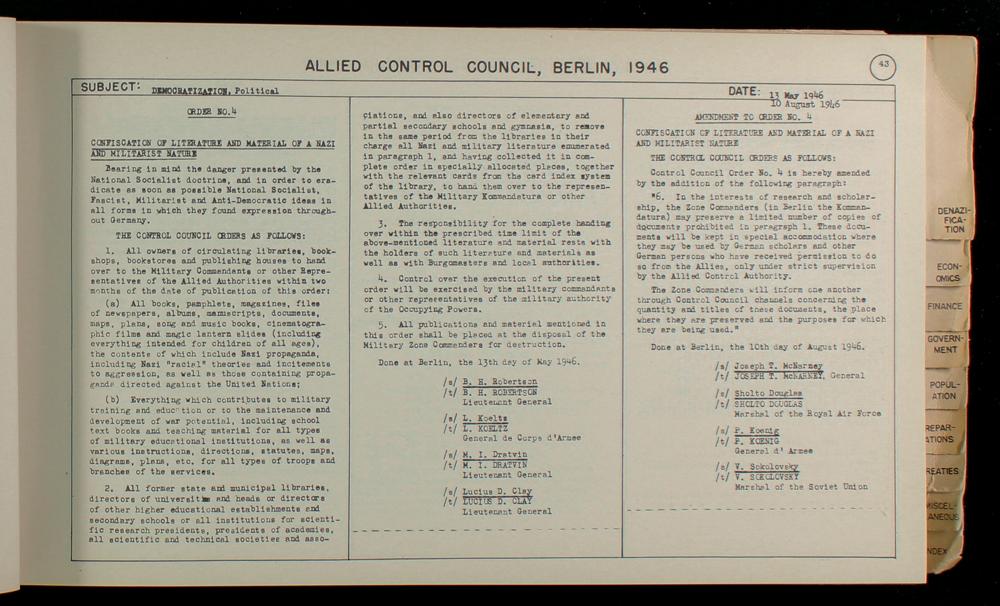 ALLIED CONTROL COUNCIL, BERLIN, 1946
43
SUBJECT: DEMOCRATIZATION, Political
DATE: 13 May 1946
10 August 1946
ORDER NO.4
CONFISCATION OF LITERATURE AND MATERIAL OF A NAZI
AND MILITARIST NATURE
Bearing in mind the danger presented by the
National Socialist doctrine, and in order to era-
dicate as soon as possible National Socialist,
Fascist, Militarist and Anti-Democratic ideas in
all forms in which they found expression through-
out Germany.
THE CONTROL COUNCIL ORDERS AS FOLLOWS:
1. All owners of circulating libraries, book-
shops, bookstores and publishing houses to hand
over to the Military Commandants or other Repre-
sentatives of the Allied Authorities within two
months of the date of publication of this order:
(a) All books, pamphlets, magazines, files
of newspapers, albums, manuscripts, documents,
maps, plans, song and music books, cinematogra-
phic films and magic lantern slides (including
everything intended for children of all ages),
the contents of which include Nazi propaganda,
including Nazi "racial" theories and incitements
to aggression, as well as those containing propa-
ganda directed against the United Nations;
(b) Everything which contributes to military
training and education or to the maintenance and
development of war potential, including school
text books and teaching material for all types
of military educational institutions, as well as
various instructions, directions, statutes, maps,
diagrams, plans, etc. for all types of troops and
branches of the services.
2. All former state and municipal libraries,
directors of universities and heads or directors
of other higher educational establishments and
secondary schools or all institutions for scienti-
fic research presidents, presidents of academies,
all scientific and technical societies and asso-
ciations, and also directors of elementary and
partial secondary schools and gymnasia, to remove
in the same period from the libraries in their
charge all Nazi and military literature enumerated
in paragraph 1, and having collected it in com-
plete order in specially allocated places, together
with the relevant cards from the card index system
of the library, to hand them over to the represen-
tatives of the Military Kommandatura or other
Allied Authorities.
3. The responsibility for the complete handing
over within the prescribed time limit of the
above-mentioned literature and material rests with
the holders of such literature and materials as
well as with Burgomasters and local authorities.
4. Control over the execution of the present
order will be exercised by the military commandants
or other representatives of the military authority
of the Occupying Powers.
5. All publications and material mentioned in
this order shall be placed at the disposal of the
Military Zone Commanders for destruction.
Done at Berlin, the 13th day of May 1946.
/s/ B. H. Robertson
/t/ B. H. ROBERTSON
Lieutenant General
/s/ L. Koeltz
/t/ L. KOELTZ
General de Corps d'Armee
/s/ M. I. Dratvin
/t/ M. I. DRATVIN
Lieutenant General
/s/ Lucius D. Clay
/t/ LUCIUS D. CLAY
Lieutenant General
AMENDMENT TO ORDER NO. 4
CONFISCATION OF LITERATURE AND MATERIAL OF A NAZI
AND MILITARIST NATURE
THE CONTROL COUNCIL ORDERS AS FOLLOWS:
Control Council Order No. 4 is hereby amended
by the addition of the following paragraph:
"6. In the interests of research and scholar-
ship, the Zone Commanders (in Berlin the Komman-
datura) may preserve a limited number of copies of
documents prohibited in paragraph 1. These docu-
ments will be kept in special accommodation where
they may be used by German scholars and other
German persons who have received permission to do
so from the Allies, only under strict supervision
by the Allied Control Authority.
The Zone Commanders will inform one another
through Control Council channels concerning the
quantity and titles of these documents, the place
where they are preserved and the purposes for which
they are being used."
Done at Berlin, the 10th day of August 1946.
/s/ Joseph T. McNarney
/t/ JOSEPH T. McNARNEY, General
/s/ Sholto Douglas
/t/ SHOLTO DOUGLAS
Marshal of the Royal Air Force
/s/ P. Koenig
/t/ P. KOENIG
General d' Armee
/s/ V. Sokolovsky
/t/ V. SOKOLOVSKY
Marshal of the Soviet Union
DENAZI-
FICA-
TION
ECON-
OMICS
FINANCE
GOVERN-
MENT
POPUL-
ATION
REPAR-
ATIONS
REATIES
MISCEL-
ANEOUS
NDEX